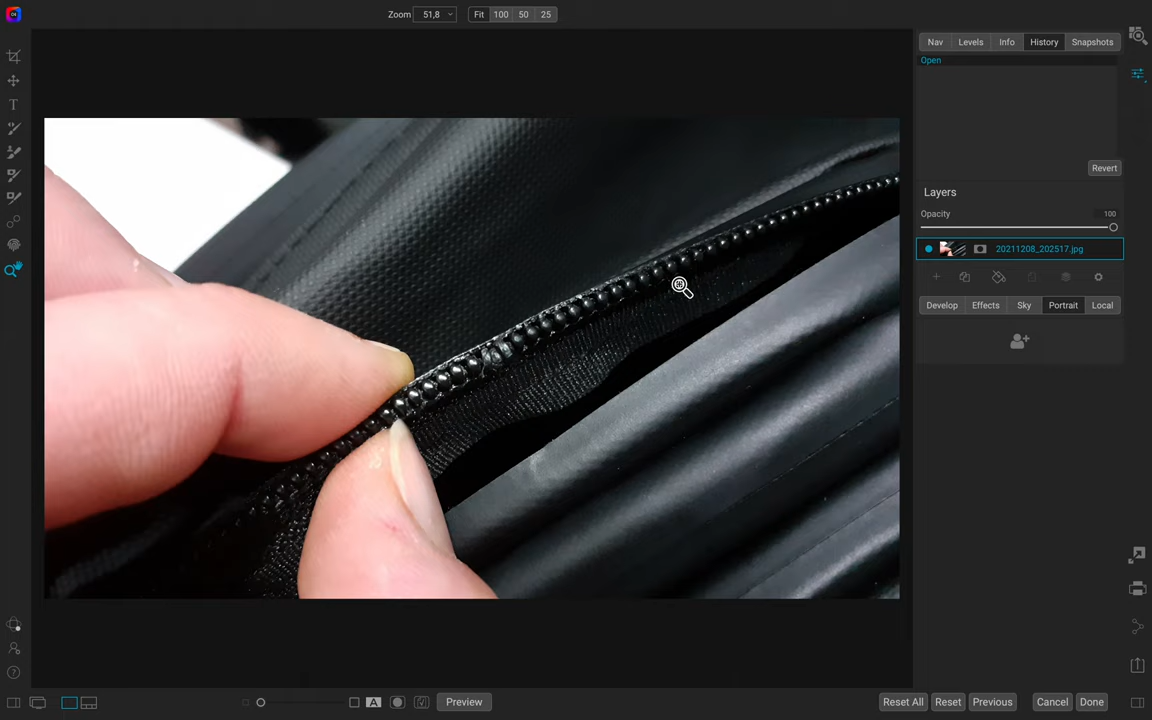 Zoom 51,8 Fit 100 50 25
Nav Levels Info History Snapshots
Open
Revert
Layers
Opacity 100
20211208_202517.jpg
Develop Effects Sky Portrait Local
T
?
A Preview Reset All Reset Previous Cancel Done